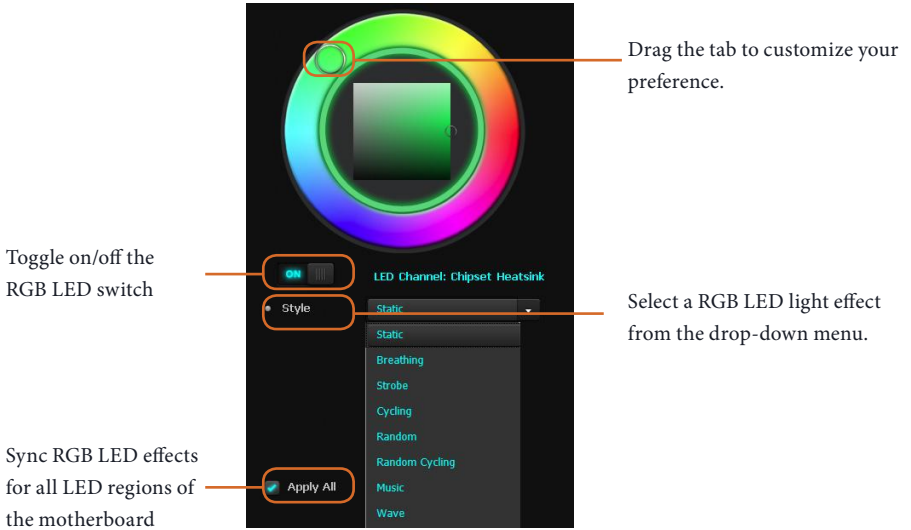 Drag the tab to customize your
preference.
Toggle on/off the
RGB LED switch
ON
LED Channel: Chipset Heatsink
Style
Static
Select a RGB LED light effect
from the drop-down menu.
Static
Breathing
Strobe
Cycling
Random
Random Cycling
Music
Wave
Sync RGB LED effects
for all LED regions of
the motherboard
Apply All